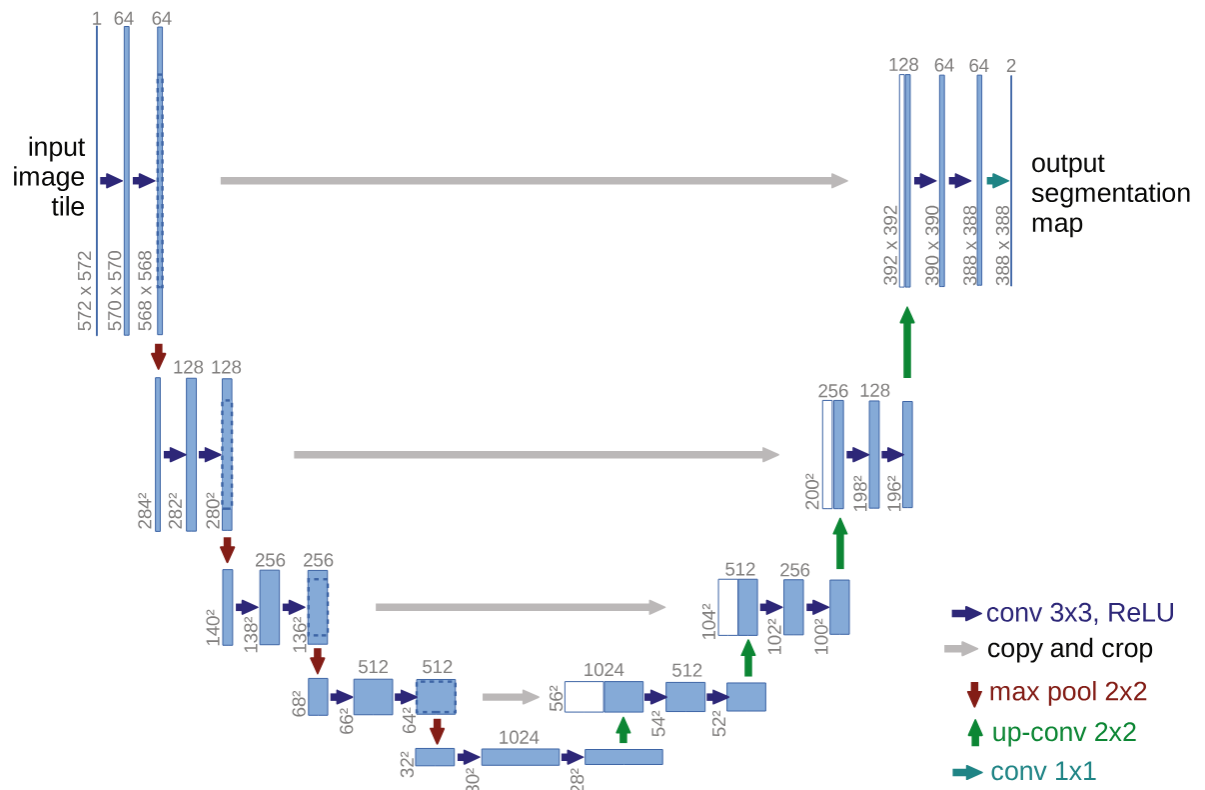 1 64 64
input
image
tile
572 x 572
570 x 570
568 x 568
128 64 64 2
output
segmentation
map
392 x 392
390 x 390
388 x 388
388 x 388
128 128
284²
282²
280²
256 128
200²
198²
196²
256 256
140²
138²
136²
512 256
104²
102²
100²
512 512
68²
66²
64²
1024 512
56²
54²
52²
1024
32²
30²
28²
conv 3x3, ReLU
copy and crop
max pool 2x2
up-conv 2x2
conv 1x1